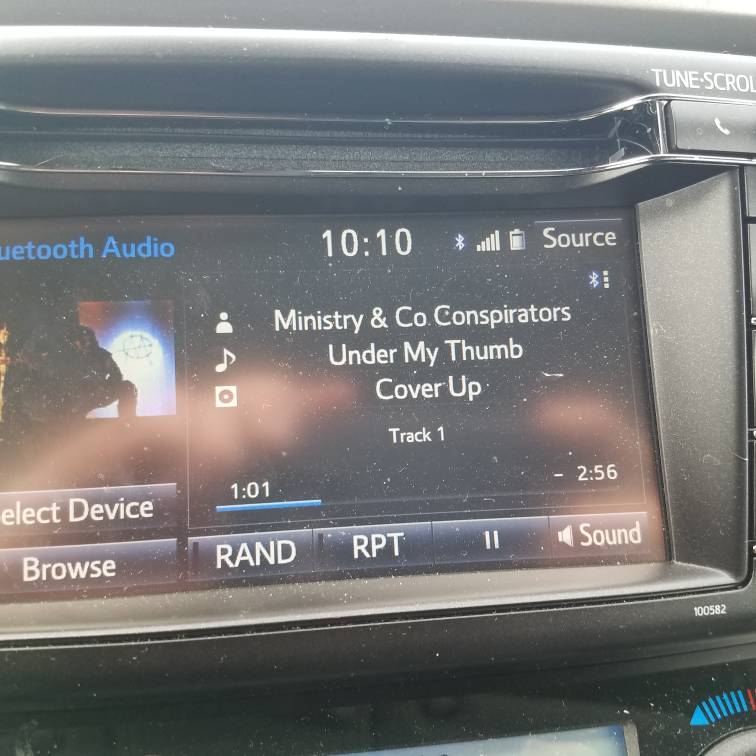 TUNE·SCROL
uetooth Audio
10:10
Source
Ministry & Co.Conspirators
Under My Thumb
Cover Up
Track 1
1:01
- 2:56
elect Device
Browse
RAND
RPT
Sound
100582